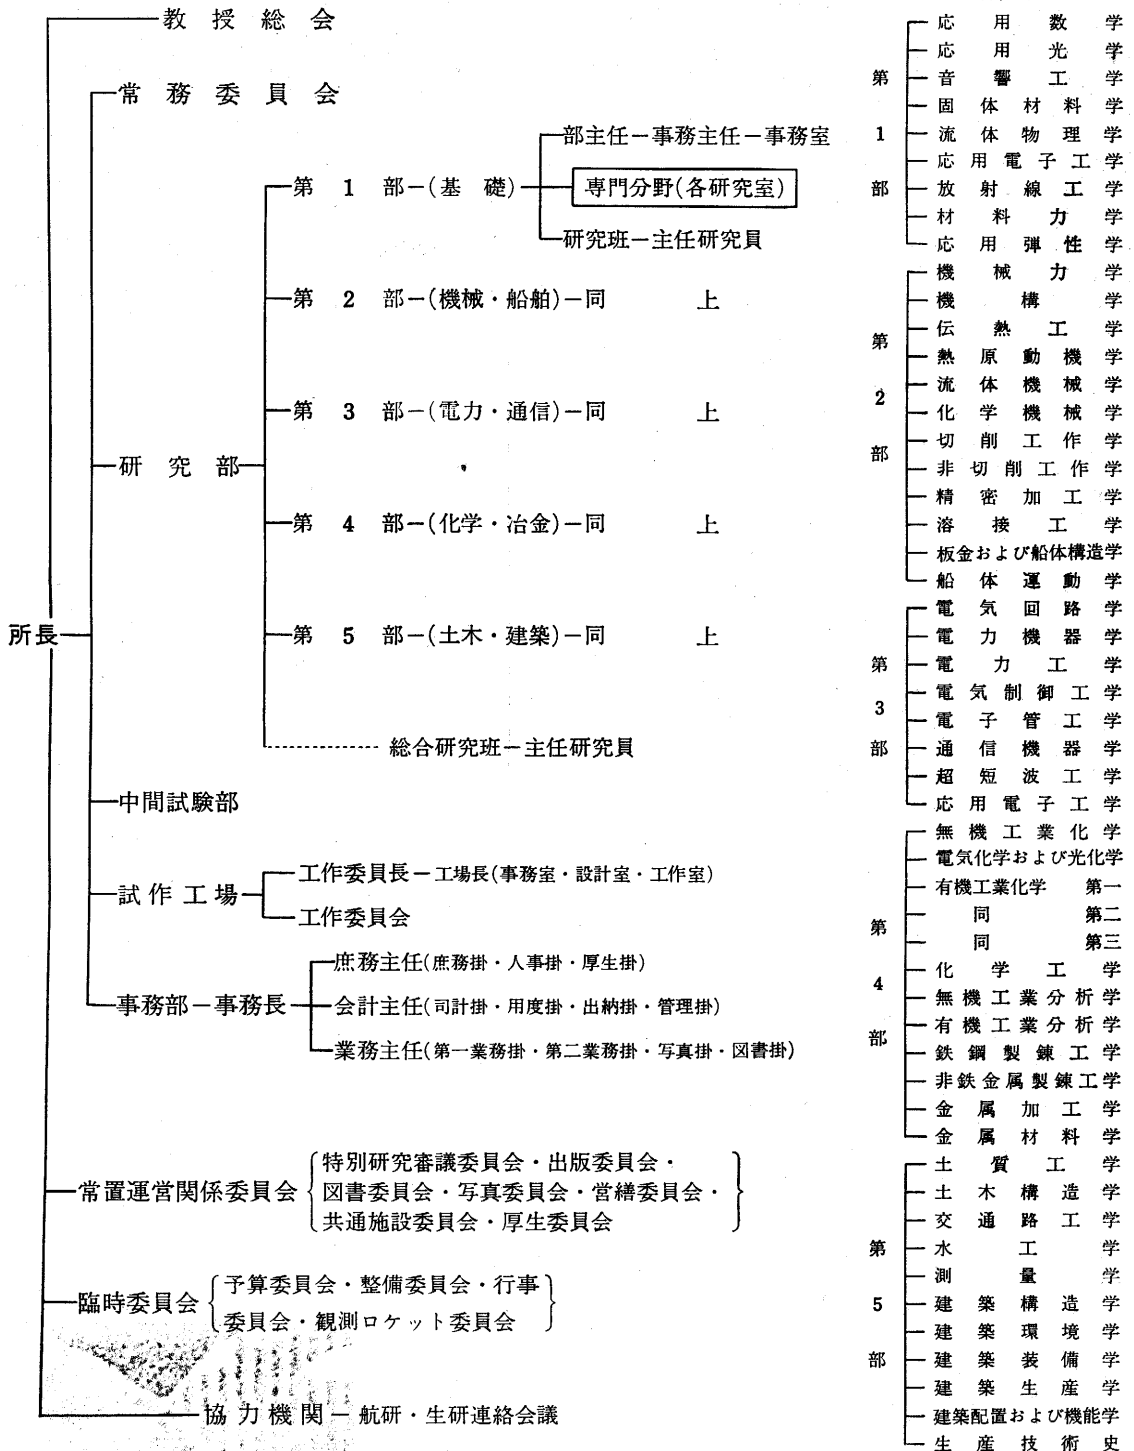 教授総会
常務委員会
部主任－事務主任－事務室
第1部－(基礎)
専門分野(各研究室)
研究班－主任研究員
第2部－(機械・船舶)－同上
第3部－(電力・通信)－同上
研究部
第4部－(化学・冶金)－同上
所長
第5部－(土木・建築)－同上
総合研究班－主任研究員
中間試験部
試作工場
工作委員長－工場長(事務室・設計室・工作室)
工作委員会
庶務主任(庶務掛・人事掛・厚生掛)
事務部－事務長
会計主任(司計掛・用度掛・出納掛・管理掛)
業務主任(第一業務掛・第二業務掛・写真掛・図書掛)
常置運営関係委員会
特別研究審議委員会・出版委員会・
図書委員会・写真委員会・営繕委員会・
共通施設委員会・厚生委員会
臨時委員会
予算委員会・整備委員会・行事
委員会・観測ロケット委員会
協力機関－航研・生研連絡会議
第1部
応用数学
応用光学
音響工学
固体材料学
流体物理学
応用電子工学
放射線工学
材料力学
応用弾性学
第2部
機械力学
機構学
伝熱工学
熱原動機学
流体機械学
化学機械学
切削工作学
非切削工作学
精密加工学
溶接工学
板金および船体構造学
船体運動学
第3部
電気回路学
電力機器学
電力工学
電気制御工学
電子管工学
通信機器学
超短波工学
応用電子工学
第4部
無機工業化学
電気化学および光化学
有機工業化学 第一
同 第二
同 第三
化学工学
無機工業分析学
有機工業分析学
鉄鋼製錬工学
非鉄金属製錬工学
金属加工学
金属材料学
第5部
土質工学
土木構造学
交通路工学
水工学
測量学
建築構造学
建築環境学
建築装備学
建築生産学
建築配置および機能学
生産技術史